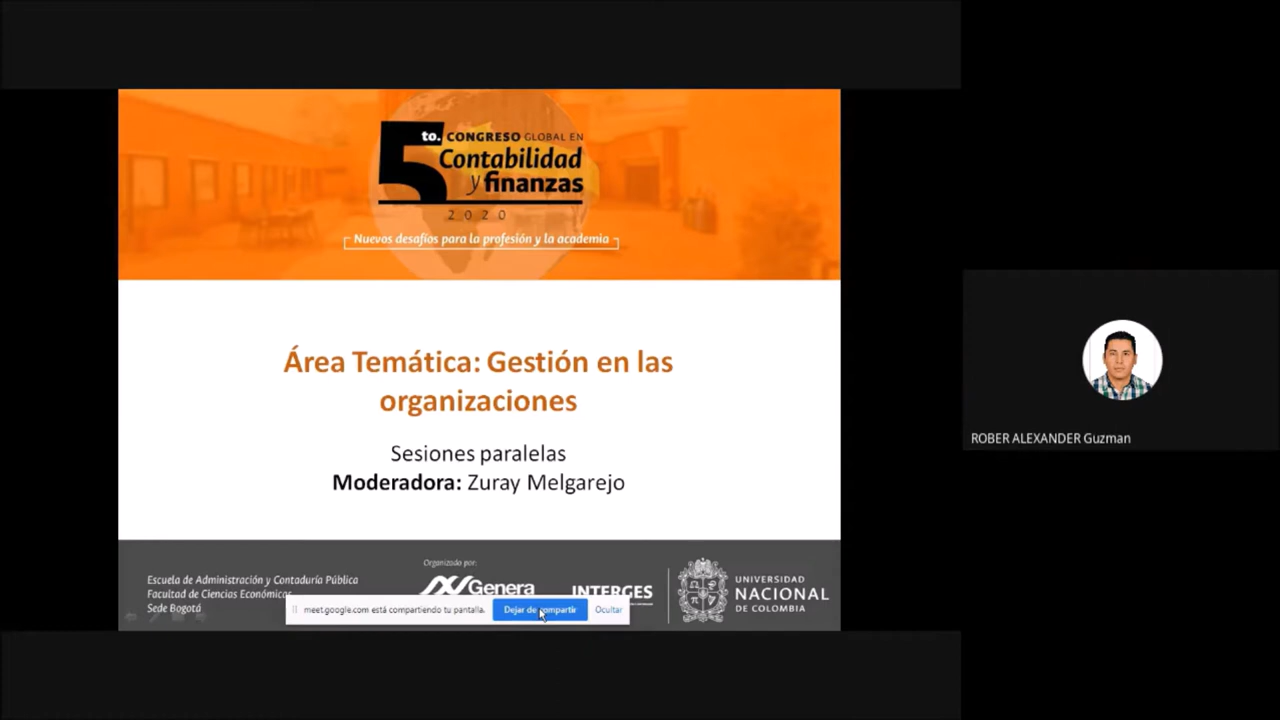 5to. CONGRESO GLOBAL EN
Contabilidad
y finanzas
2020
Nuevos desafíos para la profesión y la academia
Área Temática: Gestión en las
organizaciones
Sesiones paralelas
Moderadora: Zuray Melgarejo
ROBER ALEXANDER Guzman
Escuela de Administración y Contaduría Pública
Facultad de Ciencias Económicas
Sede Bogotá
Organizado por:
Genera
INTERGES
UNIVERSIDAD
NACIONAL
DE COLOMBIA
meet.google.com está compartiendo tu pantalla.
Dejar de compartir
Ocultar